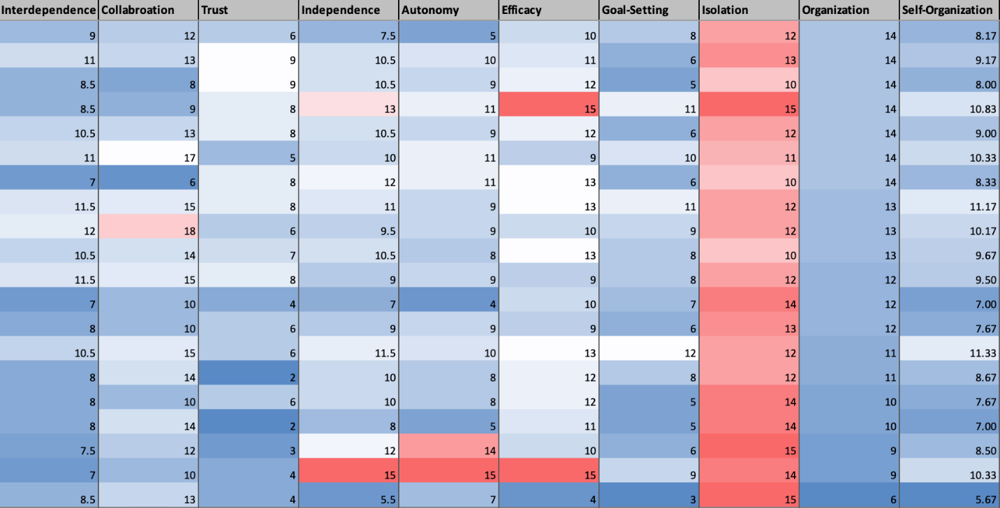 Interdependence Collabroation Trust Independence Autonomy Efficacy Goal-Setting Isolation Organization Self-Organization
9 12 6 7.5 5 10 8 12 14 8.17
11 13 9 10.5 10 11 6 13 14 9.17
8.5 8 9 10.5 9 12 5 10 14 8.00
8.5 9 8 13 11 15 11 15 14 10.83
10.5 13 8 10.5 9 12 6 12 14 9.00
11 17 5 10 11 9 10 11 14 10.33
7 6 8 12 11 13 6 10 14 8.33
11.5 15 8 11 9 13 11 12 13 11.17
12 18 6 9.5 9 10 9 12 13 10.17
10.5 14 7 10.5 8 13 8 10 13 9.67
11.5 15 8 9 9 9 8 12 12 9.50
7 10 4 7 4 10 7 14 12 7.00
8 10 6 9 9 9 6 13 12 7.67
10.5 15 6 11.5 10 13 12 12 11 11.33
8 14 2 10 8 12 8 12 11 8.67
8 10 6 10 8 12 5 14 10 7.67
8 14 2 8 5 11 5 14 10 7.00
7.5 12 3 12 14 10 6 15 9 8.50
7 10 4 15 15 15 9 14 9 10.33
8.5 13 4 5.5 7 4 3 15 6 5.67